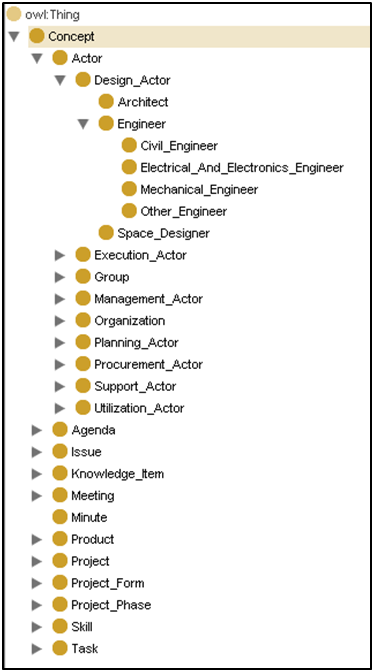 owl:Thing
Concept
Actor
Design_Actor
Architect
Engineer
Civil_Engineer
Electrical_And_Electronics_Engineer
Mechanical_Engineer
Other_Engineer
Space_Designer
Execution_Actor
Group
Management_Actor
Organization
Planning_Actor
Procurement_Actor
Support_Actor
Utilization_Actor
Agenda
Issue
Knowledge_Item
Meeting
Minute
Product
Project
Project_Form
Project_Phase
Skill
Task